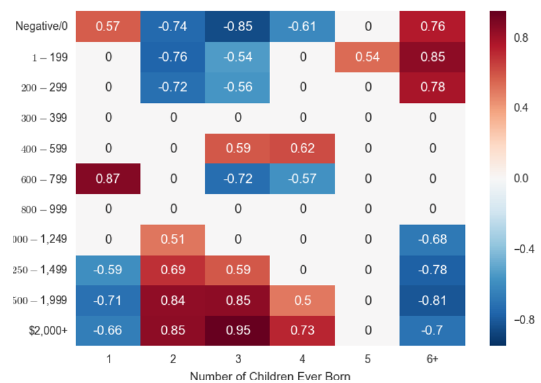 Negative/0 0.57 -0.74 -0.85 -0.61 0 0.76
1 − 199 0 -0.76 -0.54 0 0.54 0.85
200 − 299 0 -0.72 -0.56 0 0 0.78
300 − 399 0 0 0 0 0 0
400 − 599 0 0 0.59 0.62 0 0
600 − 799 0.87 0 -0.72 -0.57 0 0
800 − 999 0 0 0 0 0 0
000 − 1,249 0 0.51 0 0 0 -0.68
250 − 1,499 -0.59 0.69 0.59 0 0 -0.78
500 − 1,999 -0.71 0.84 0.85 0.5 0 -0.81
$2,000+ -0.66 0.85 0.95 0.73 0 -0.7
1 2 3 4 5 6+
Number of Children Ever Born
0.8
0.4
0.0
−0.4
−0.8